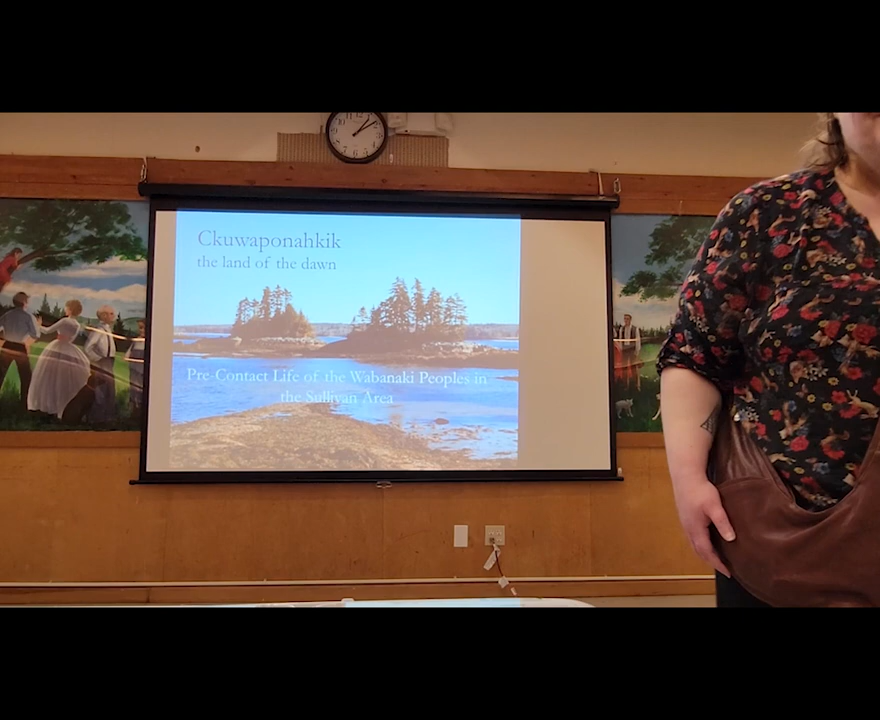 Ckuwaponahkik
the land of the dawn
Pre-Contact Life of the Wabanaki Peoples in
the Sullivan Area